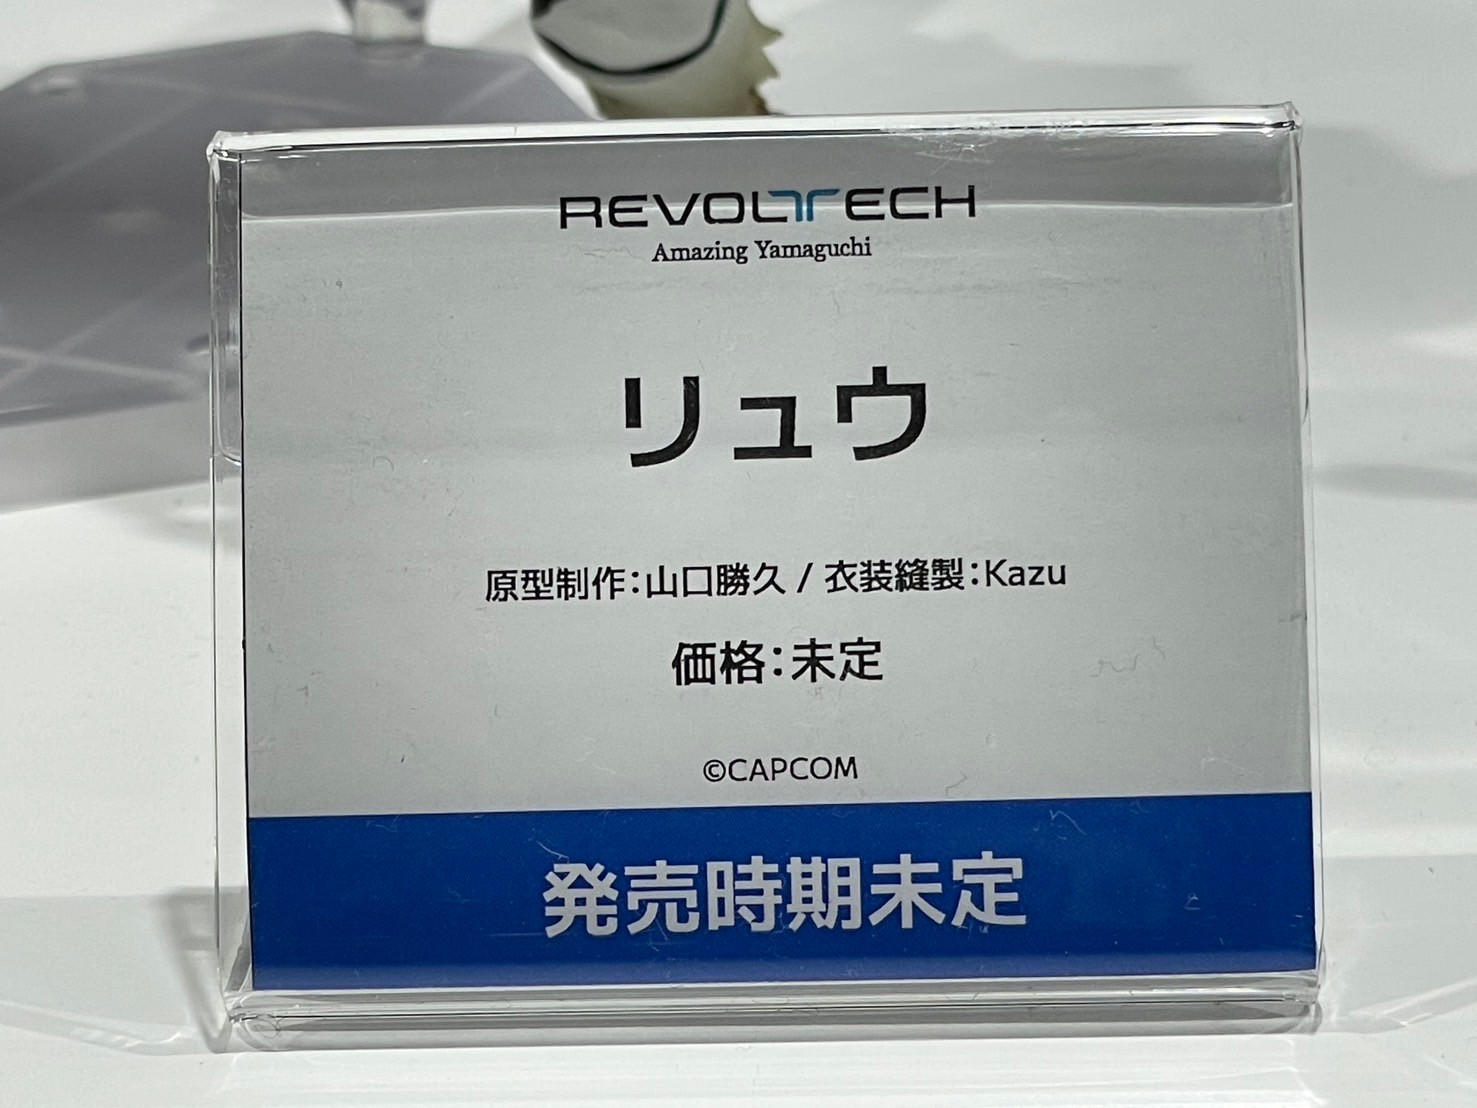 REVOLTECH
Amazing Yamaguchi
リュウ
原型制作:山口勝久 / 衣装縫製:Kazu
価格:未定
©CAPCOM
発売時期未定